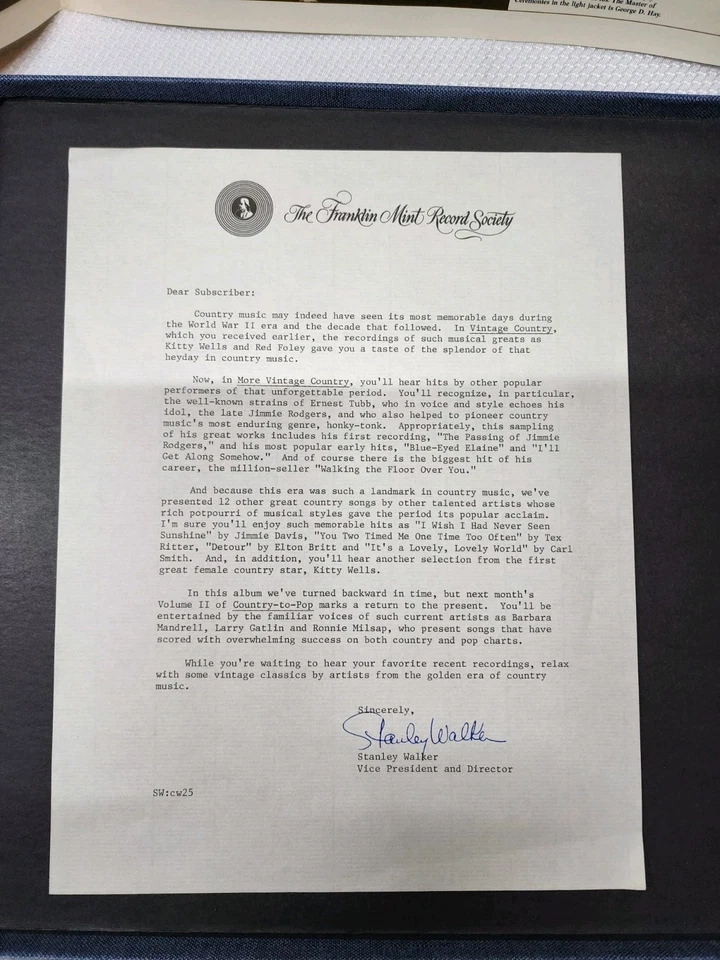 The Master of
Ceremonies in the light jacket is George D. Hay.
The Franklin Mint Record Society
Dear Subscriber:
Country music may indeed have seen its most memorable days during
the World War II era and the decade that followed. In Vintage Country,
which you received earlier, the recordings of such musical greats as
Kitty Wells and Red Foley gave you a taste of the splendor of that
heyday in country music.
Now, in More Vintage Country, you'll hear hits by other popular
performers of that unforgettable period. You'll recognize, in particular,
the well-known strains of Ernest Tubb, who in voice and style echoes his
idol, the late Jimmie Rodgers, and who also helped to pioneer country
music's most enduring genre, honky-tonk. Appropriately, this sampling
of his great works includes his first recording, "The Passing of Jimmie
Rodgers," and his most popular early hits, "Blue-Eyed Elaine" and "I'll
Get Along Somehow." And of course there is the biggest hit of his
career, the million-seller "Walking the Floor Over You."
And because this era was such a landmark in country music, we've
presented 12 other great country songs by other talented artists whose
rich potpourri of musical styles gave the period its popular acclaim.
I'm sure you'll enjoy such memorable hits as "I Wish I Had Never Seen
Sunshine" by Jimmie Davis, "You Two Timed Me One Time Too Often" by Tex
Ritter, "Detour" by Elton Britt and "It's a Lovely, Lovely World" by Carl
Smith. And, in addition, you'll hear another selection from the first
great female country star, Kitty Wells.
In this album we've turned backward in time, but next month's
Volume II of Country-to-Pop marks a return to the present. You'll be
entertained by the familiar voices of such current artists as Barbara
Mandrell, Larry Gatlin and Ronnie Milsap, who present songs that have
scored with overwhelming success on both country and pop charts.
While you're waiting to hear your favorite recent recordings, relax
with some vintage classics by artists from the golden era of country
music.
Sincerely,
Stanley Walker
Stanley Walker
Vice President and Director
SW:cw25